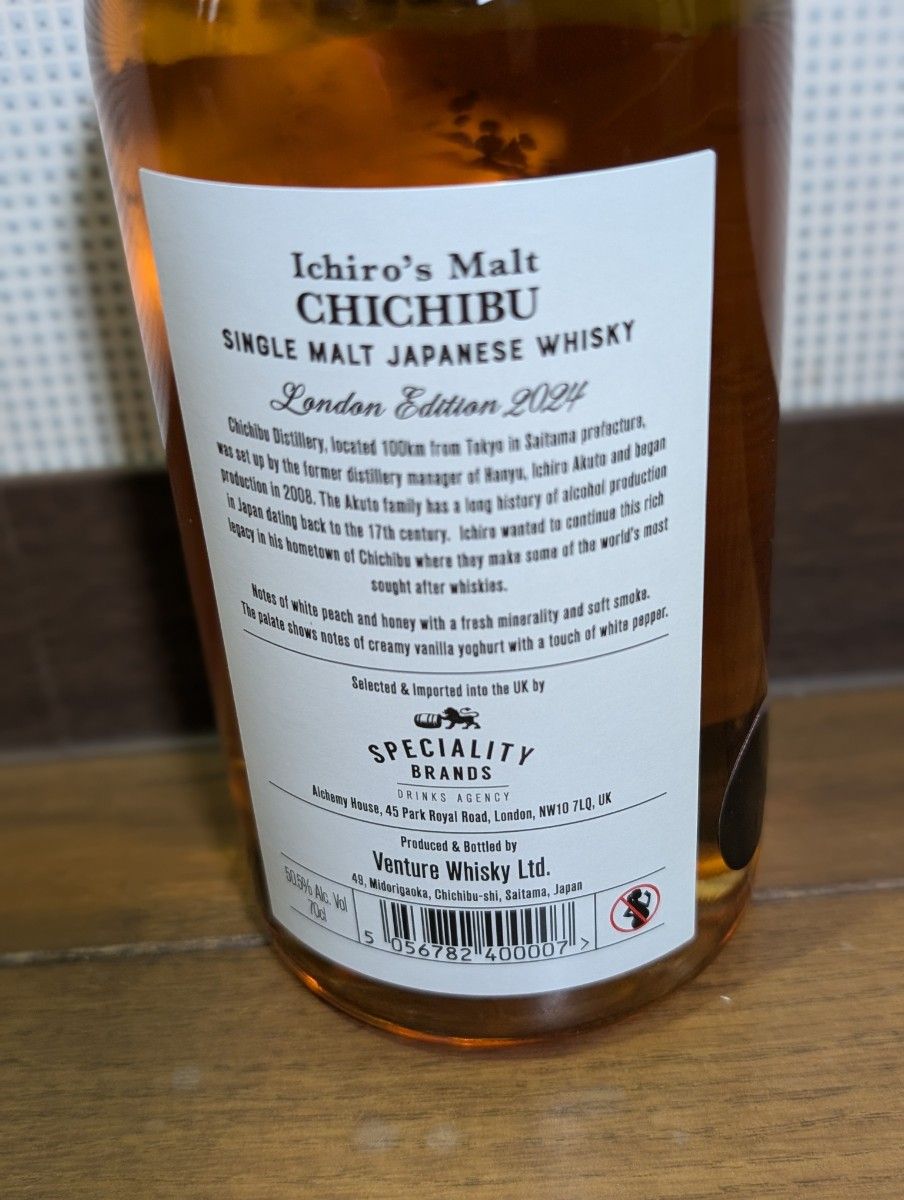 Ichiro's Malt
CHICHIBU
SINGLE MALT JAPANESE WHISKY
London Edition 2024
Chichibu Distillery, located 100km from Tokyo in Saitama prefecture,
was set up by the former distillery manager of Hanyu, Ichiro Akuto and began
production in 2008. The Akuto family has a long history of alcohol production
in Japan dating back to the 17th century. Ichiro wanted to continue this rich
legacy in his hometown of Chichibu where they make some of the world's most
sought after whiskies.
Notes of white peach and honey with a fresh minerality and soft smoke.
The palate shows notes of creamy vanilla yoghurt with a touch of white pepper.
Selected & Imported into the UK by
SPECIALITY
BRANDS
DRINKS AGENCY
Alchemy House, 45 Park Royal Road, London, NW10 7LQ, UK
Produced & Bottled by
Venture Whisky Ltd.
49, Midorigaoka, Chichibu-shi, Saitama, Japan
50.5% Alc. Vol
70cl
5 056782 400007 >